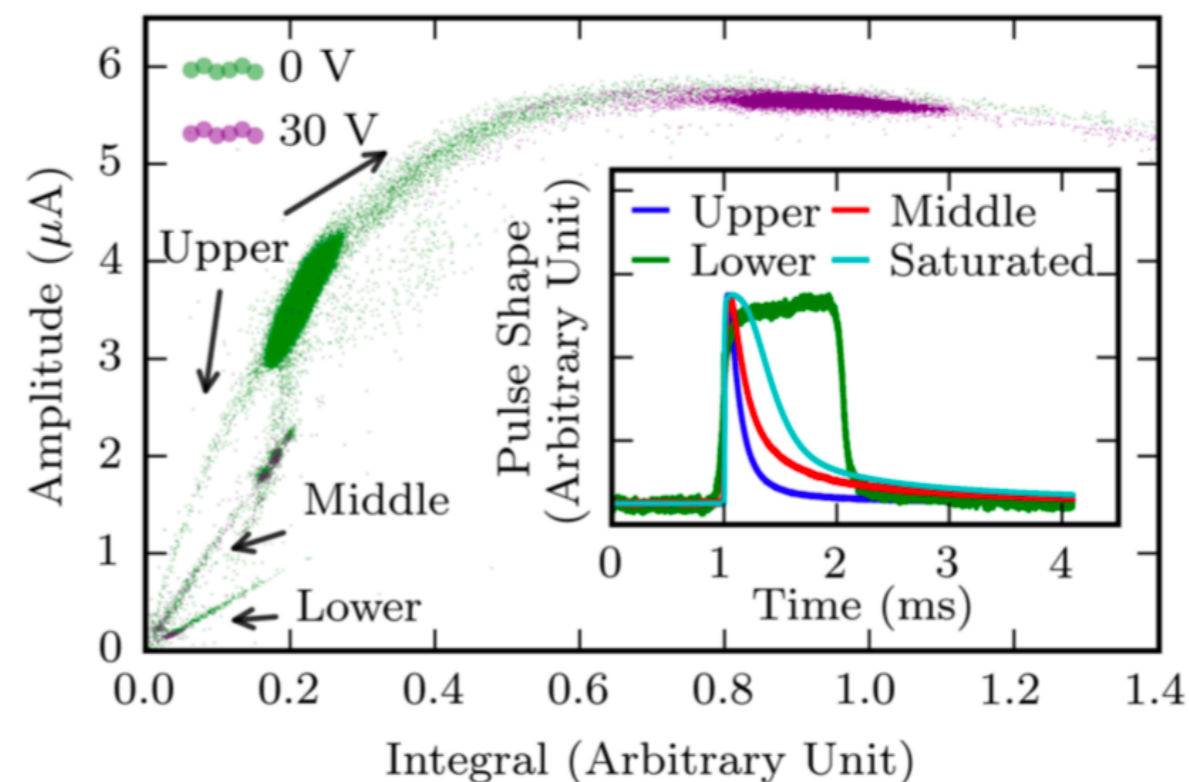 6
5
4
3
2
1
0
Amplitude (μA)
0 V
30 V
Upper
Middle
Lower
Pulse Shape
(Arbitrary Unit)
Upper Middle
Lower Saturated
0 1 2 3 4
Time (ms)
0.0 0.2 0.4 0.6 0.8 1.0 1.2 1.4
Integral (Arbitrary Unit)